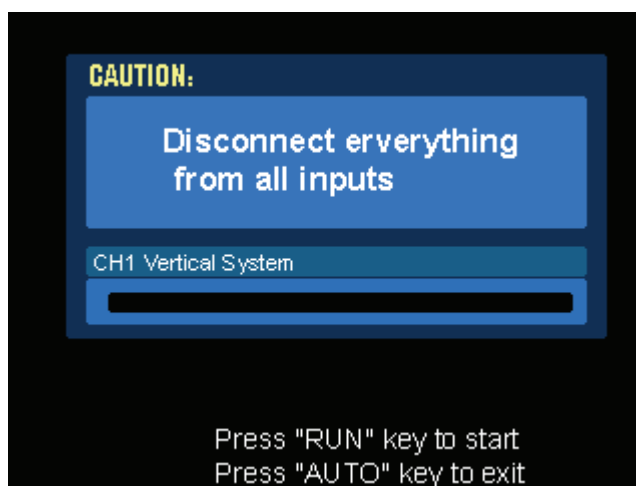 CAUTION:
Disconnect erverything
from all inputs
CH1 Vertical System
Press "RUN" key to start
Press "AUTO" key to exit